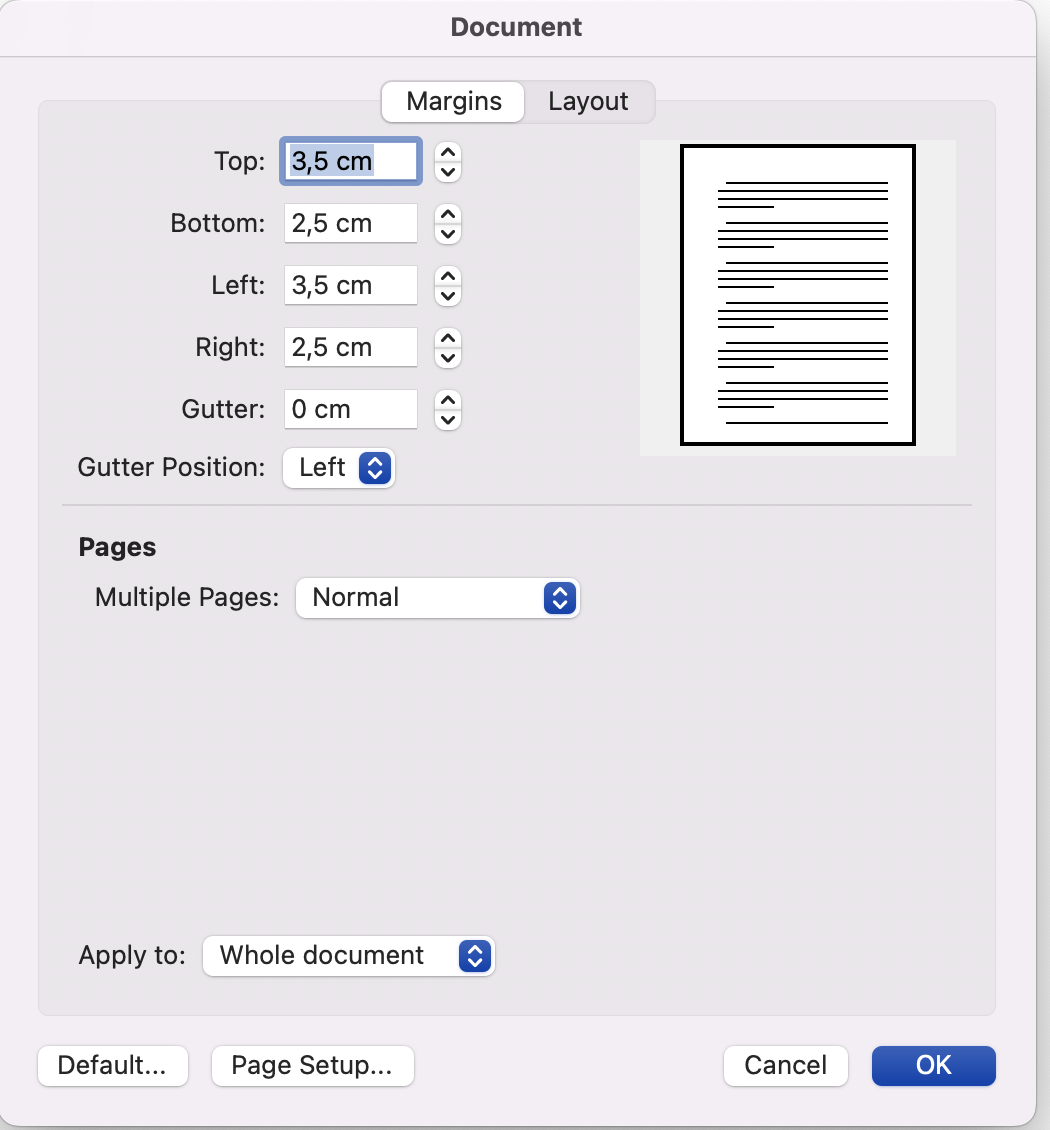 Document
Margins Layout
Top: 3,5 cm
Bottom: 2,5 cm
Left: 3,5 cm
Right: 2,5 cm
Gutter: 0 cm
Gutter Position: Left
Pages
Multiple Pages: Normal
Apply to: Whole document
Default... Page Setup... Cancel OK